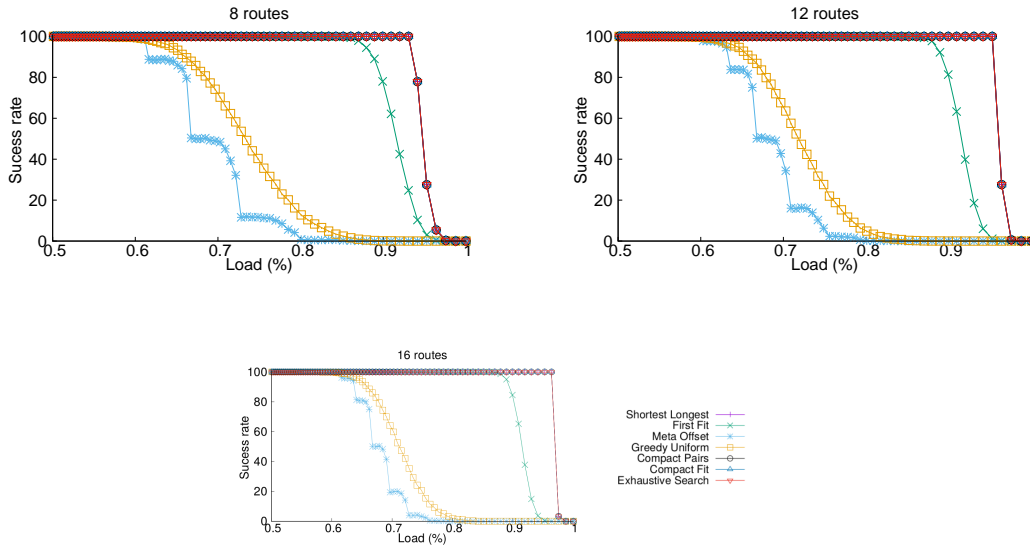 8 routes
100
80
60
40
20
0
0.5
0.6
0.7
0.8
0.9
1
Sucess rate
Load (%)
12 routes
100
80
60
40
20
0
0.5
0.6
0.7
0.8
0.9
Sucess rate
Load (%)
16 routes
100
80
60
40
20
0
0.5
0.6
0.7
0.8
0.9
1
Sucess rate
Load (%)
Shortest Longest
First Fit
Meta Offset
Greedy Uniform
Compact Pairs
Compact Fit
Exhaustive Search